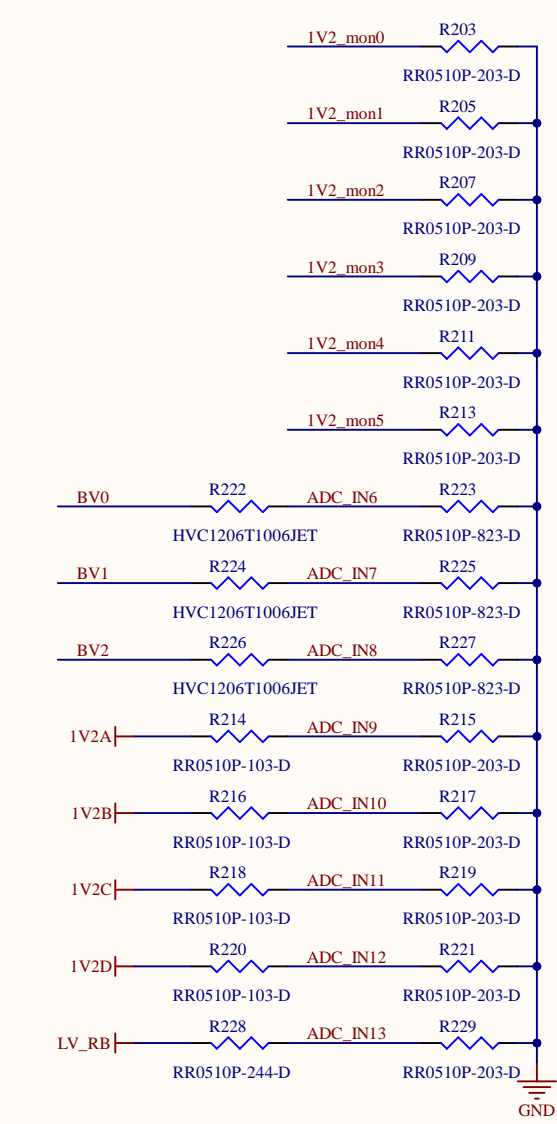 R203
1V2_mon0
RR0510P-203-D
R205
1V2_mon1
RR0510P-203-D
R207
1V2_mon2
RR0510P-203-D
R209
1V2_mon3
RR0510P-203-D
R211
1V2_mon4
RR0510P-203-D
R213
1V2_mon5
RR0510P-203-D
BV0 R222 ADC_IN6 R223
HVC1206T1006JET RR0510P-823-D
BV1 R224 ADC_IN7 R225
HVC1206T1006JET RR0510P-823-D
BV2 R226 ADC_IN8 R227
HVC1206T1006JET RR0510P-823-D
1V2A R214 ADC_IN9 R215
RR0510P-103-D RR0510P-203-D
1V2B R216 ADC_IN10 R217
RR0510P-103-D RR0510P-203-D
1V2C R218 ADC_IN11 R219
RR0510P-103-D RR0510P-203-D
1V2D R220 ADC_IN12 R221
RR0510P-103-D RR0510P-203-D
LV_RB R228 ADC_IN13 R229
RR0510P-244-D RR0510P-203-D
GND